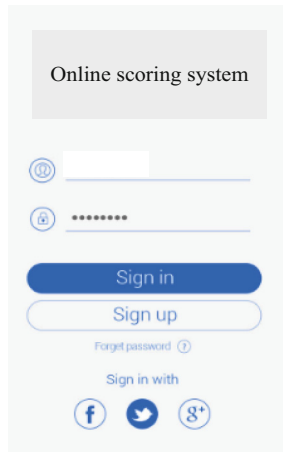 Online scoring system
••••••••
Sign in
Sign up
Forget password ?
Sign in with
f
g+